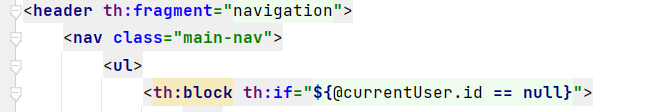 <header th:fragment="navigation">
<nav class="main-nav">
<ul>
<th:block th:if="${@currentUser.id == null}">